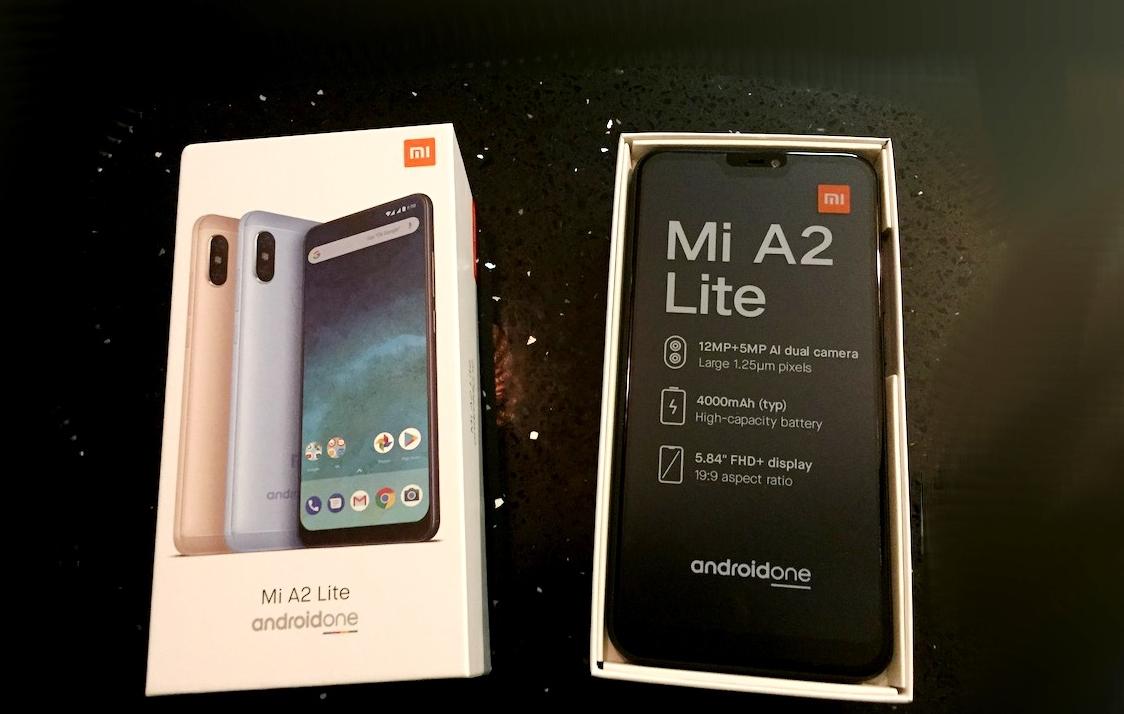 mi
Mi A2 Lite
androidone
mi
Mi A2
Lite
12MP+5MP AI dual camera
Large 1.25μm pixels
4000mAh (typ)
High-capacity battery
5.84" FHD+ display
19:9 aspect ratio
androidone